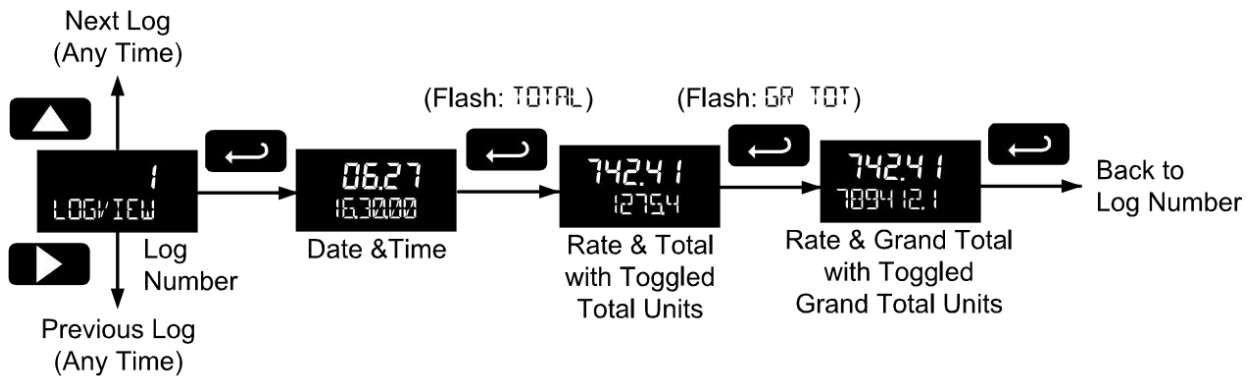 Next Log
(Any Time)
(Flash: TOTAL)
(Flash: GR TOT)
1
LOGVIEW
06.27
16.30.00
742.41
1275.4
742.41
789412.1
Back to
Log Number
Log
Number
Date &Time
Rate & Total
with Toggled
Total Units
Rate & Grand Total
with Toggled
Grand Total Units
Previous Log
(Any Time)